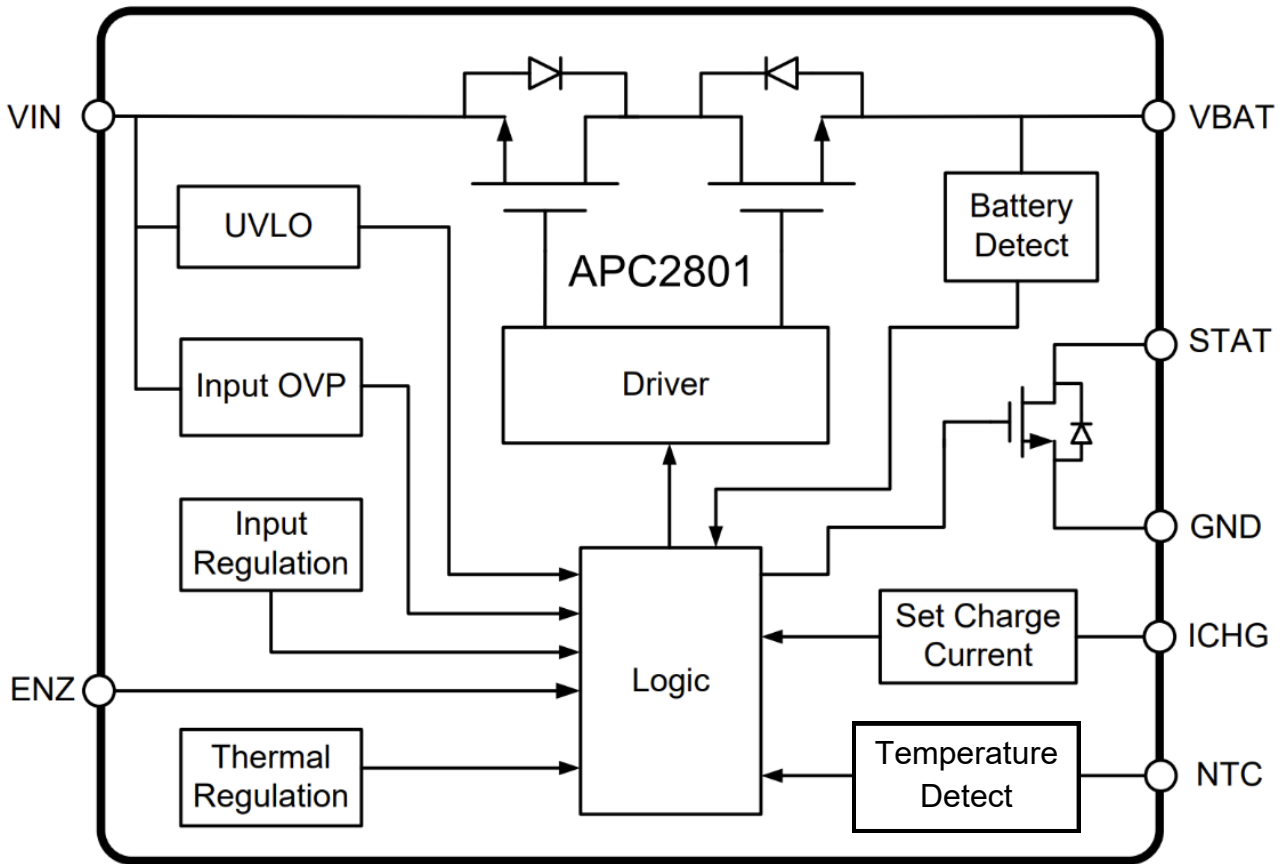 VIN
VBAT
UVLO
Battery
Detect
APC2801
STAT
Input OVP
Driver
Input
Regulation
GND
Set Charge
Current
ICHG
ENZ
Logic
Thermal
Regulation
Temperature
Detect
NTC